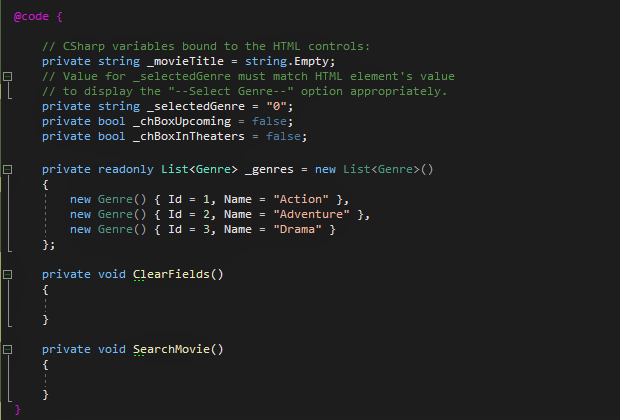 @code {
// CSharp variables bound to the HTML controls:
private string _movieTitle = string.Empty;
// Value for _selectedGenre must match HTML element's value
// to display the "--Select Genre--" option appropriately.
private string _selectedGenre = "0";
private bool _chBoxUpcoming = false;
private bool _chBoxInTheaters = false;
private readonly List<Genre> _genres = new List<Genre>()
{
new Genre() { Id = 1, Name = "Action" },
new Genre() { Id = 2, Name = "Adventure" },
new Genre() { Id = 3, Name = "Drama" }
};
private void ClearFields()
{
}
private void SearchMovie()
{
}
}